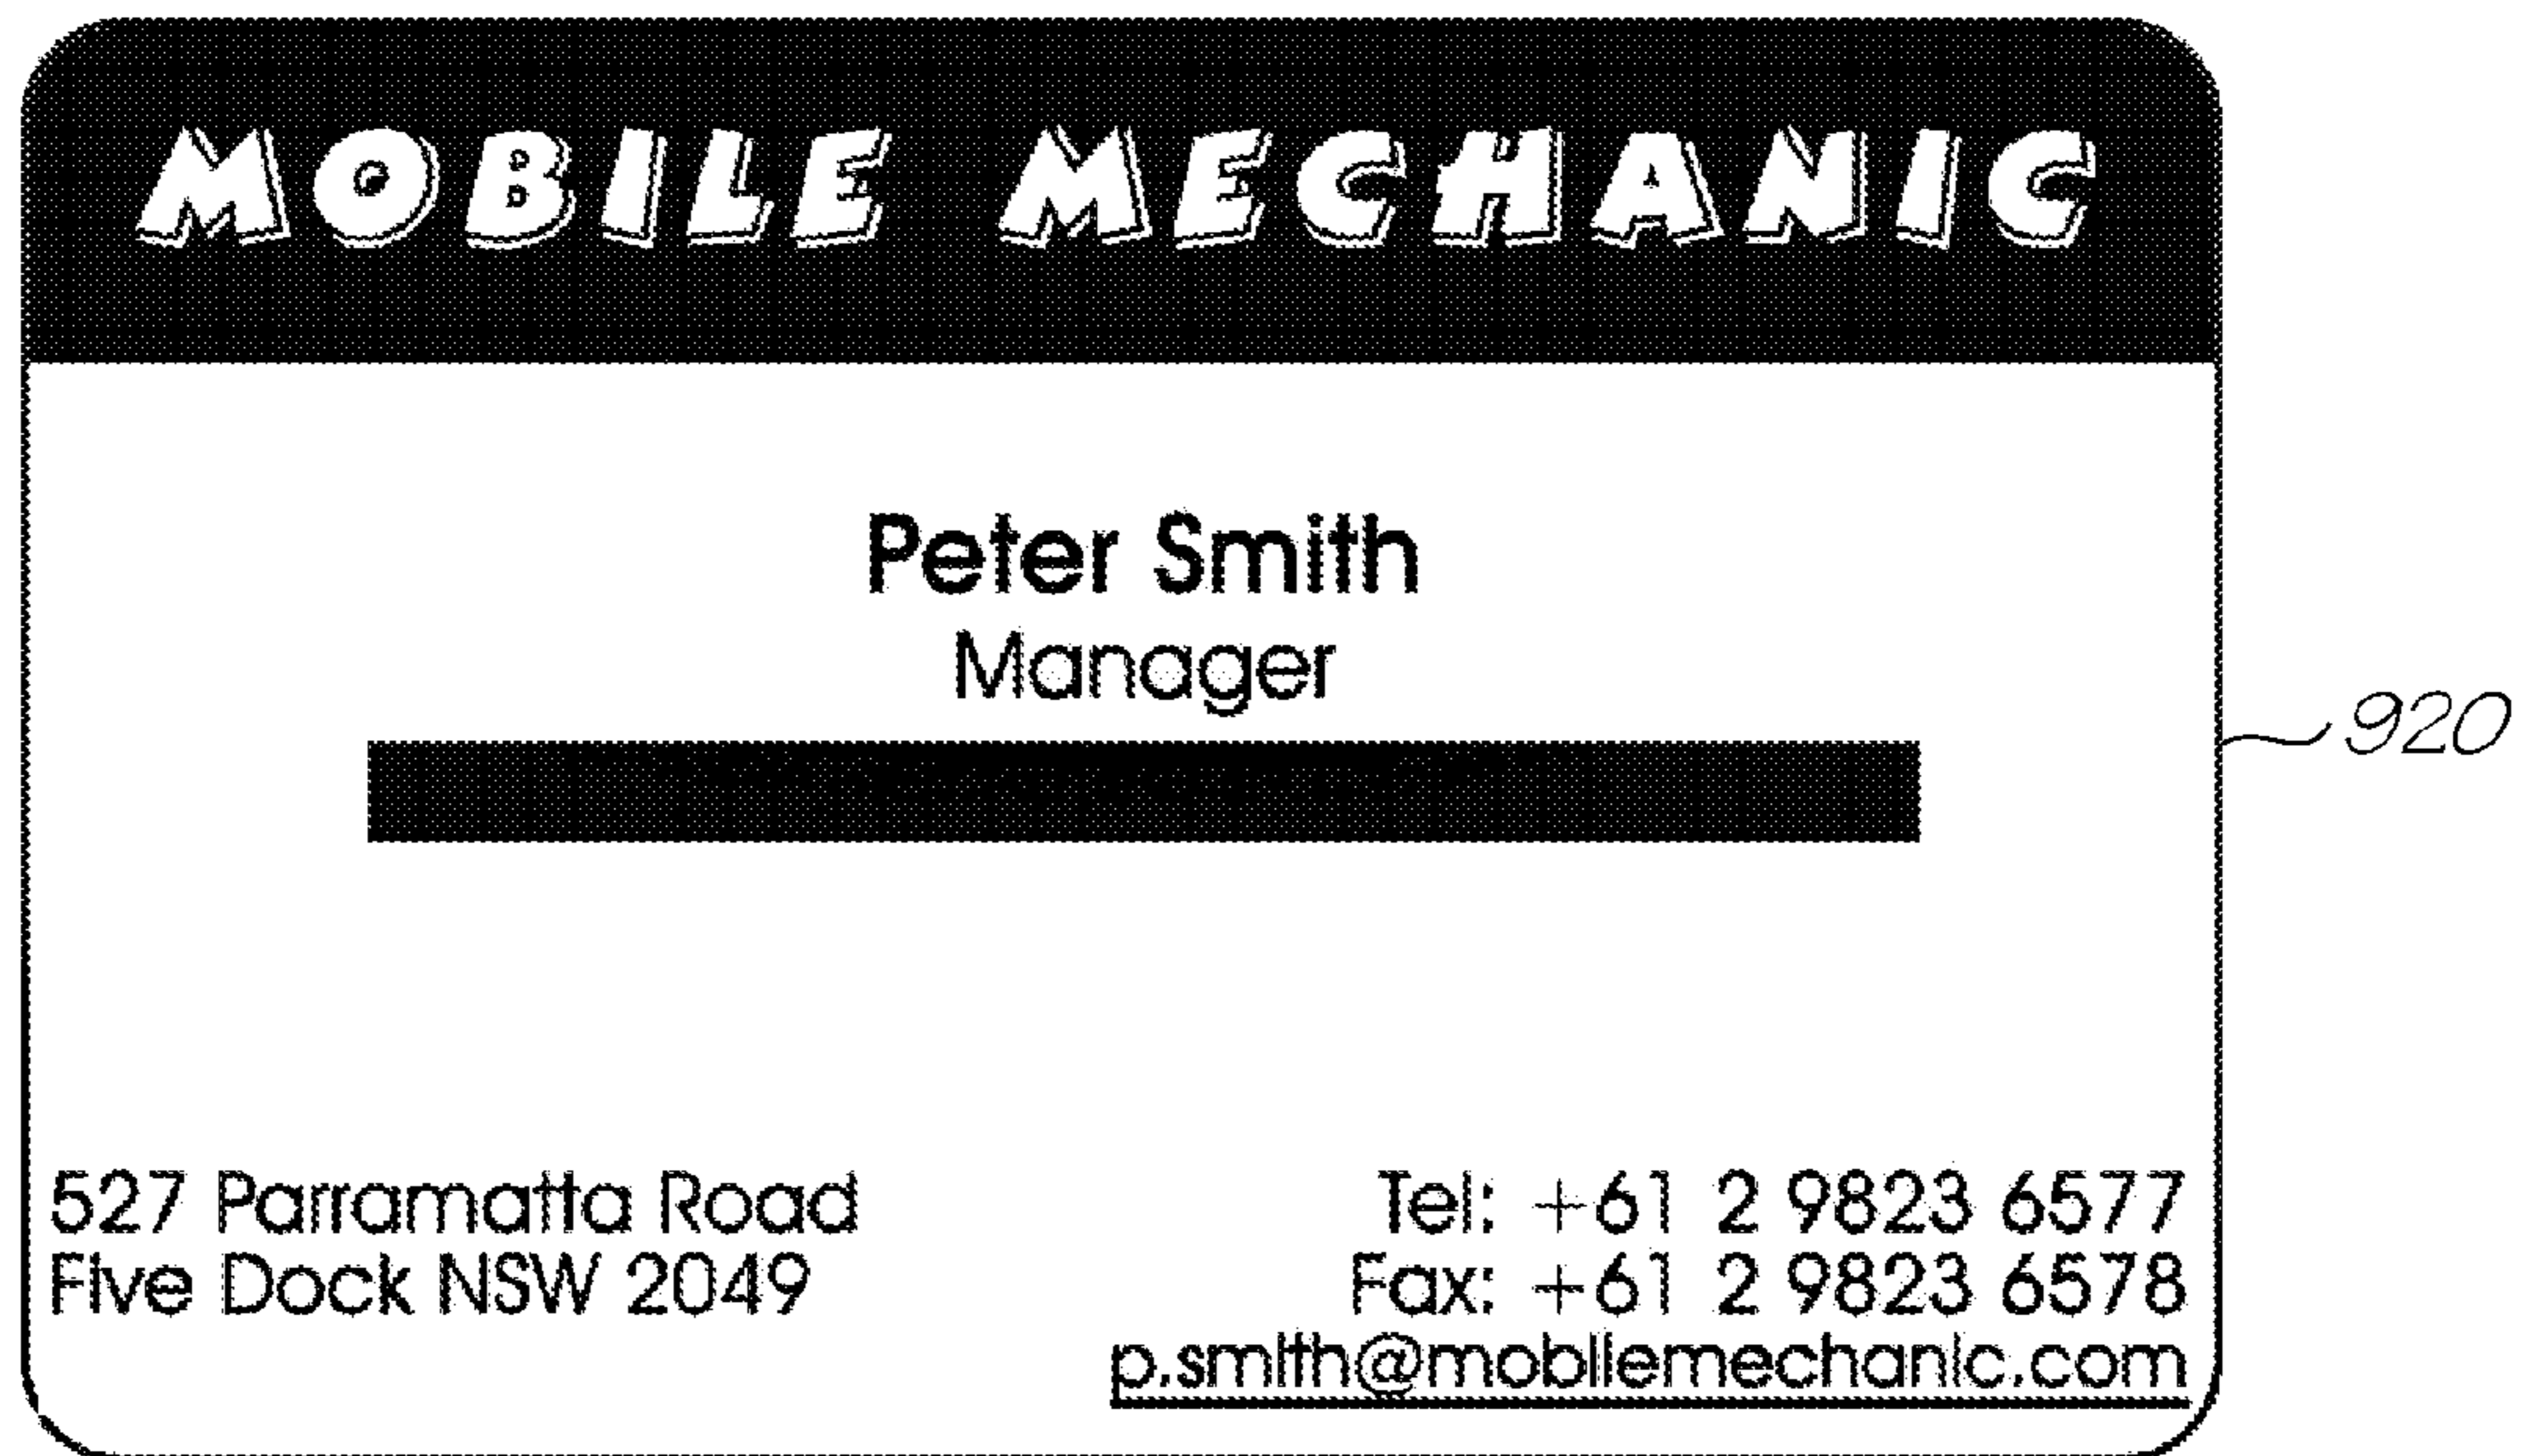 MOBILE MECHANIC
Peter Smith
Manager
920
527 Parramatta Road
Five Dock NSW 2049
Tel: +61 2 9823 6577
Fax: +61 2 9823 6578
p.smith@mobilemechanic.com